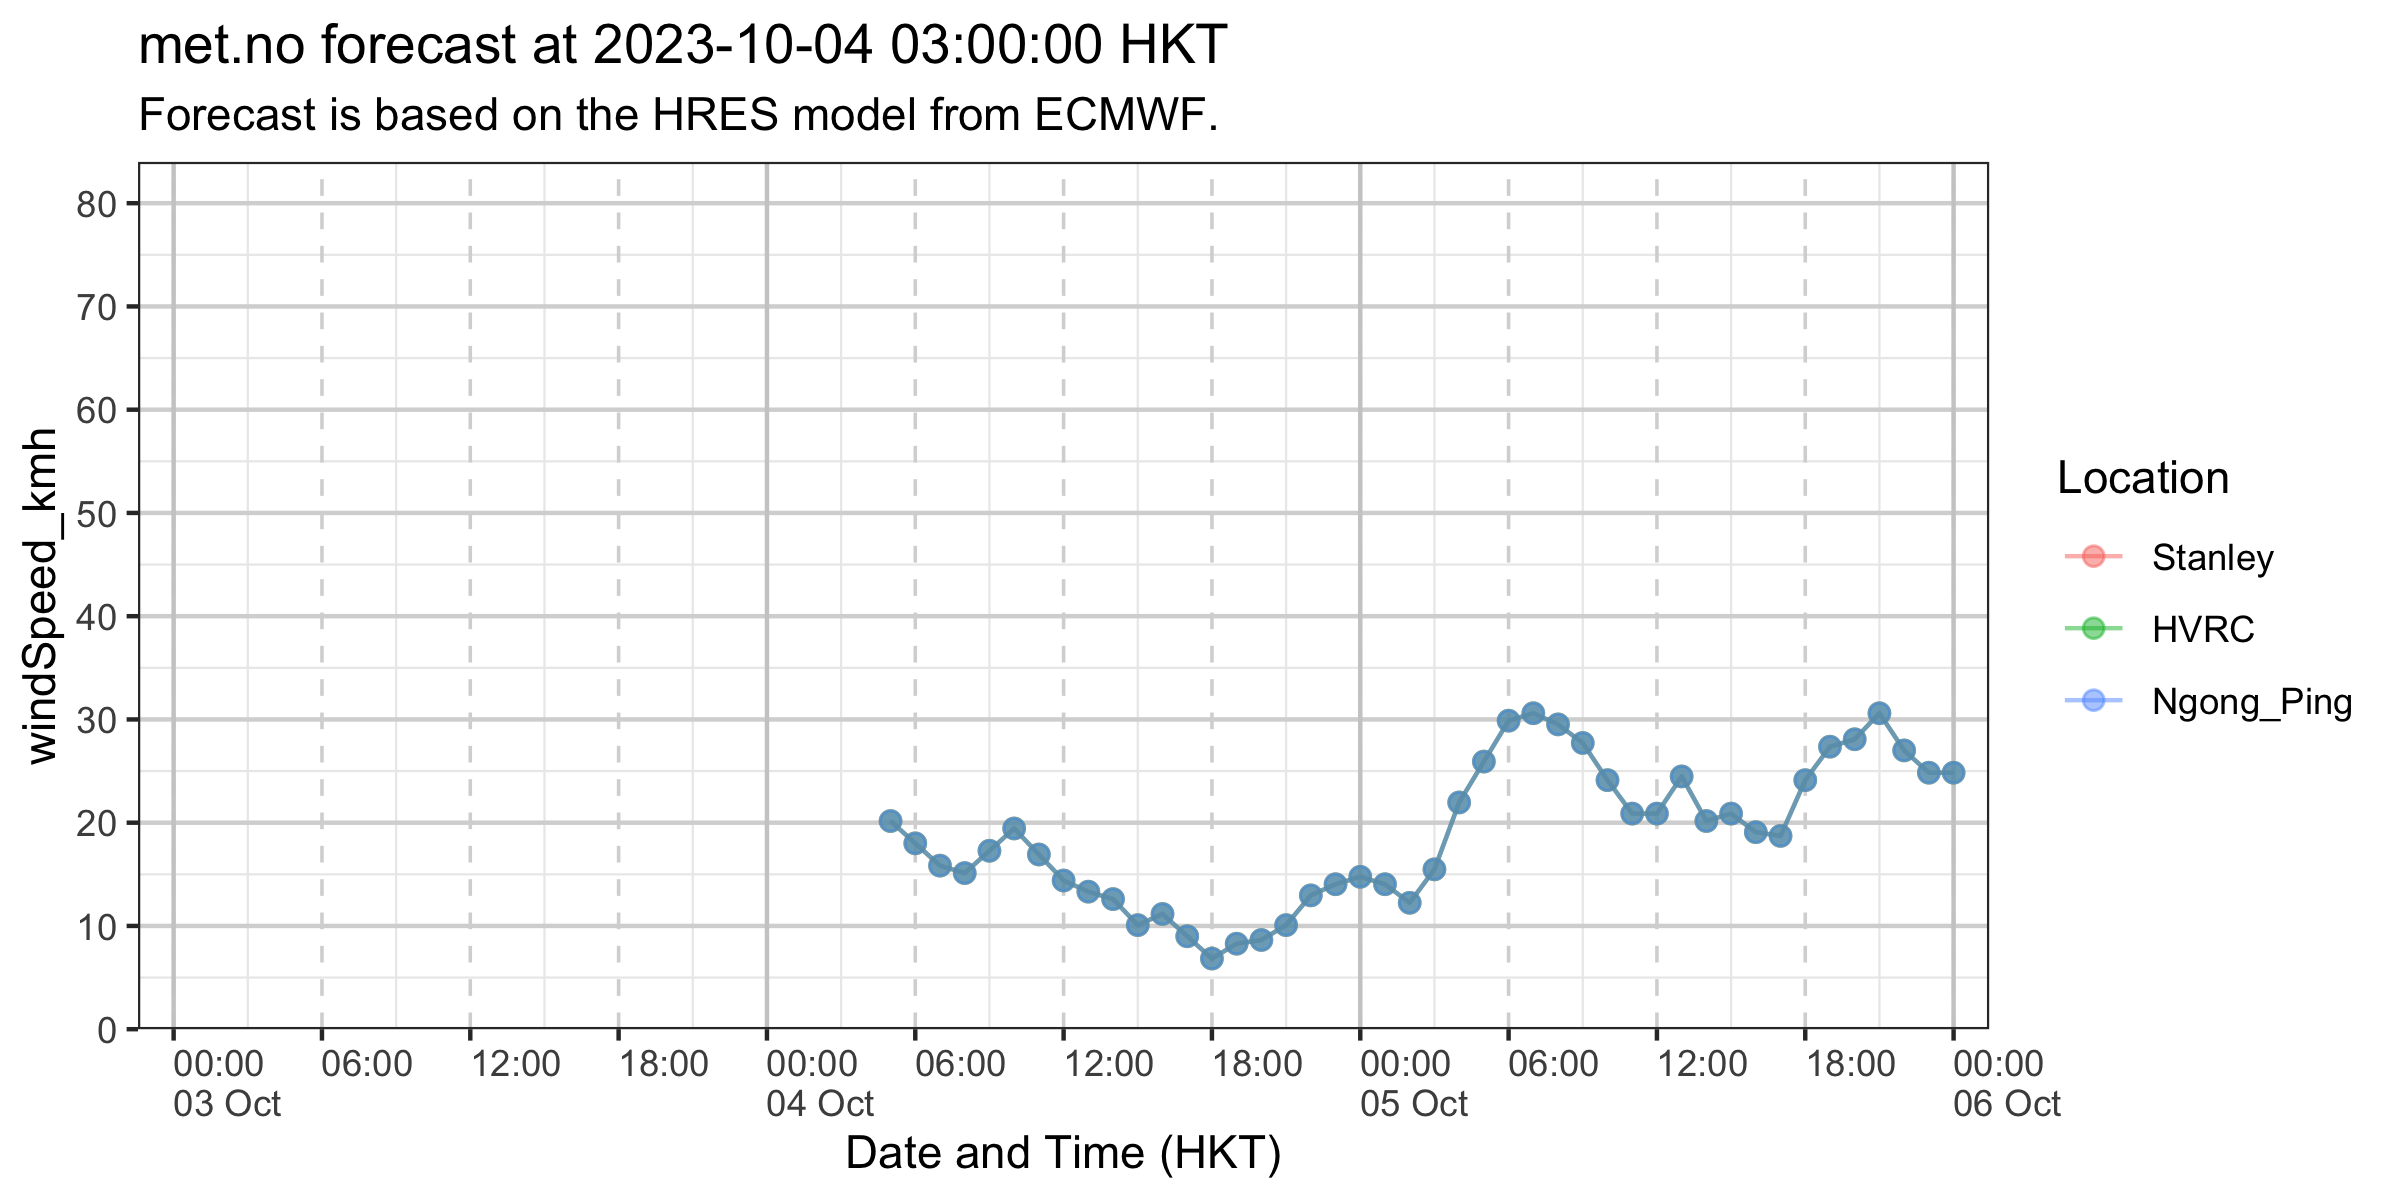 met.no forecast at 2023-10-04 03:00:00 HKT
Forecast is based on the HRES model from ECMWF.
windSpeed_kmh
80
70
60
50
40
30
20
10
0
00:00 06:00 12:00 18:00 00:00 06:00 12:00 18:00 00:00 06:00 12:00 18:00 00:00
03 Oct 04 Oct 05 Oct 06 Oct
Date and Time (HKT)
Location
Stanley
HVRC
Ngong_Ping